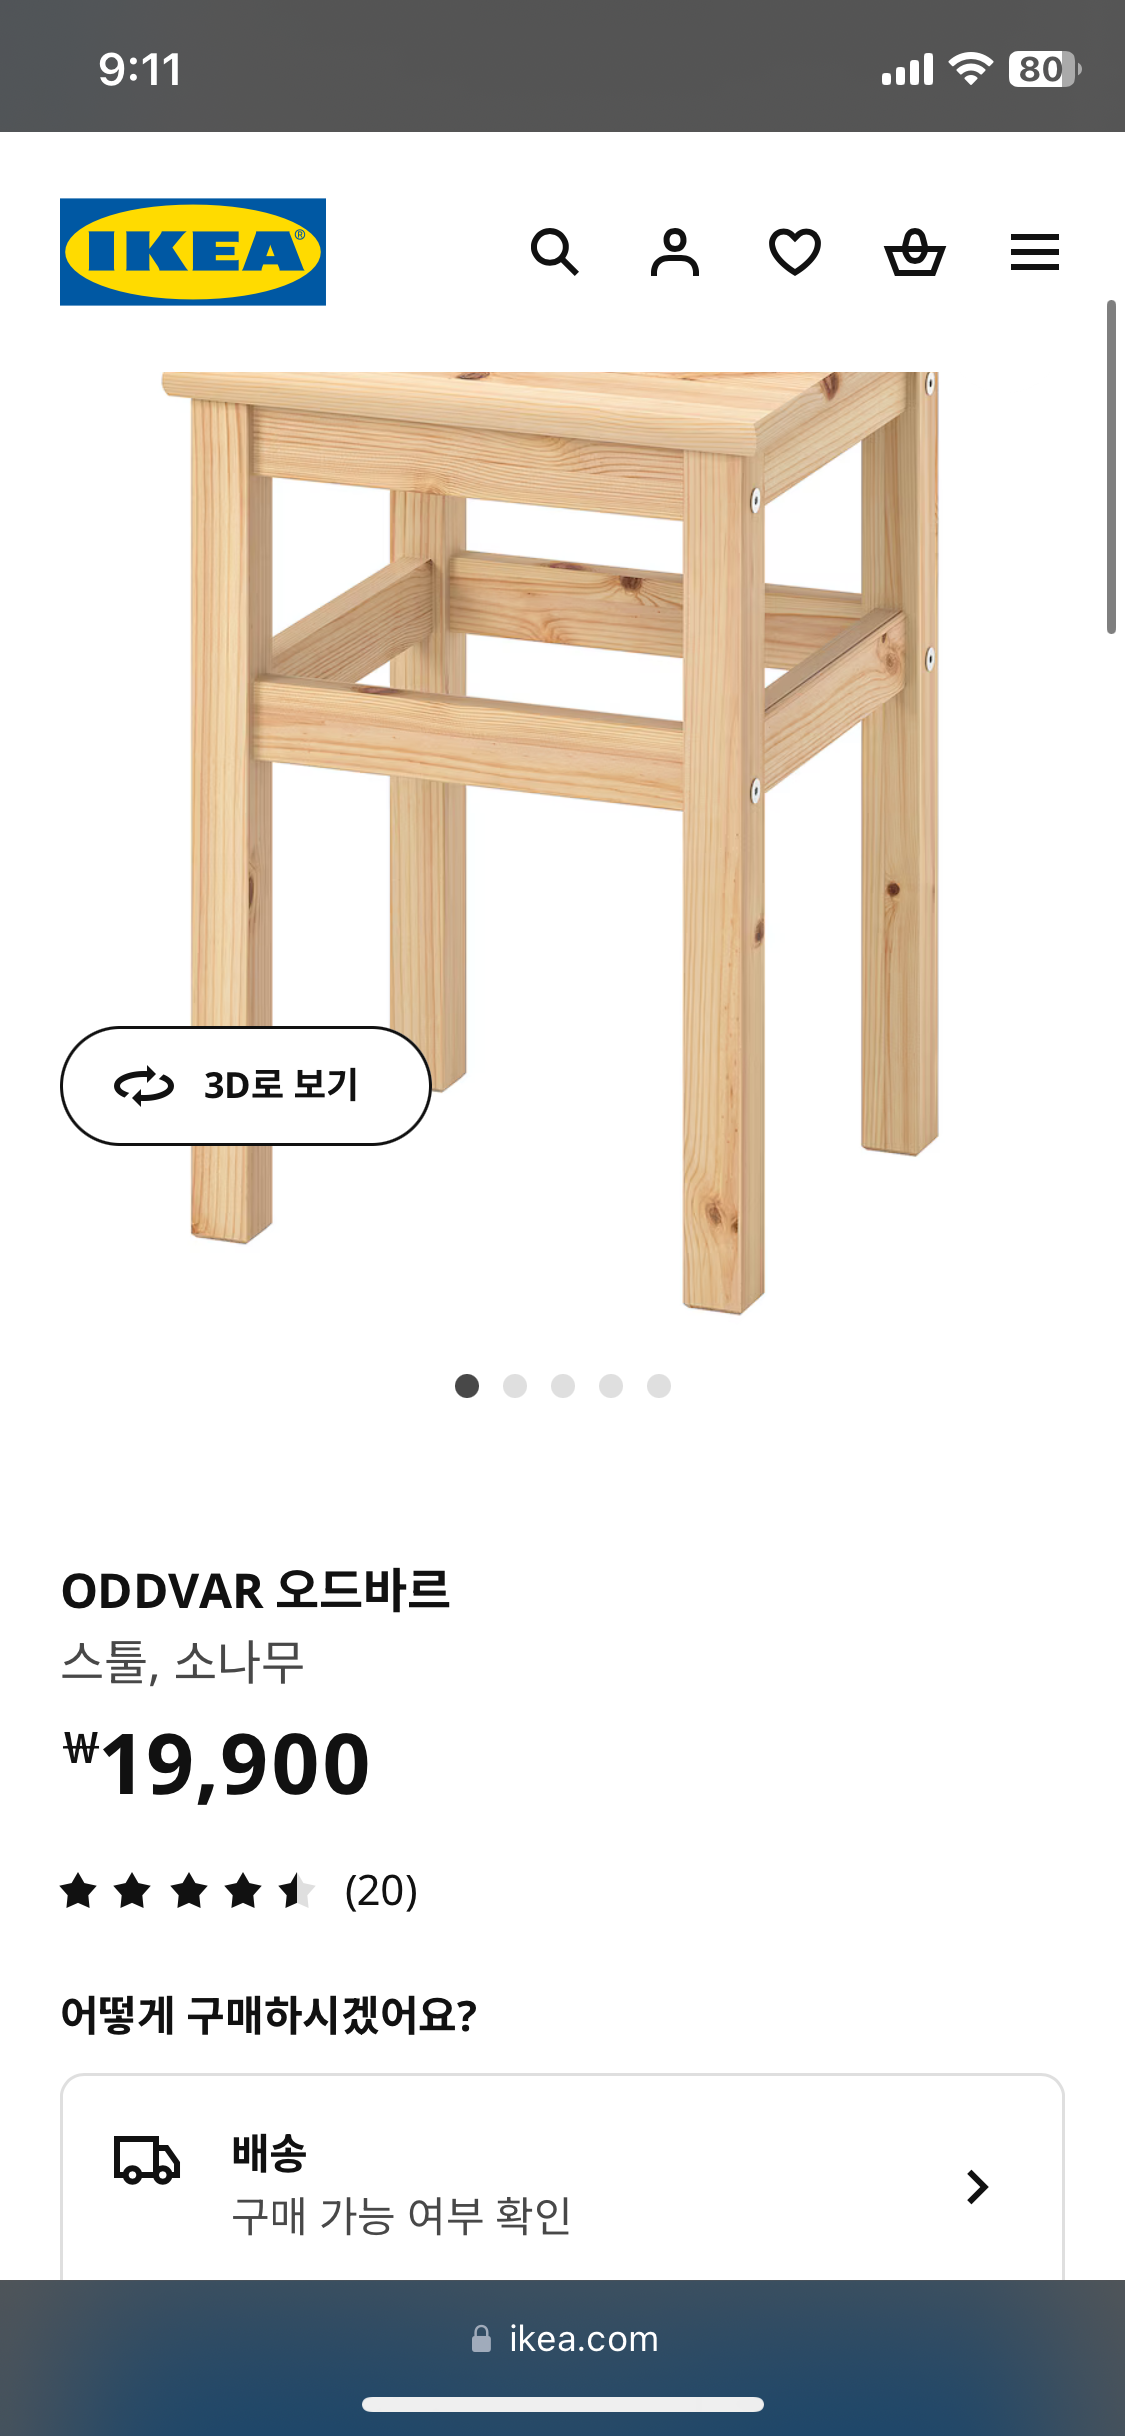 9:11
80
IKEA®
3D로 보기
ODDVAR 오드바르
스툴, 소나무
₩19,900
(20)
어떻게 구매하시겠어요?
배송
구매 가능 여부 확인
ikea.com